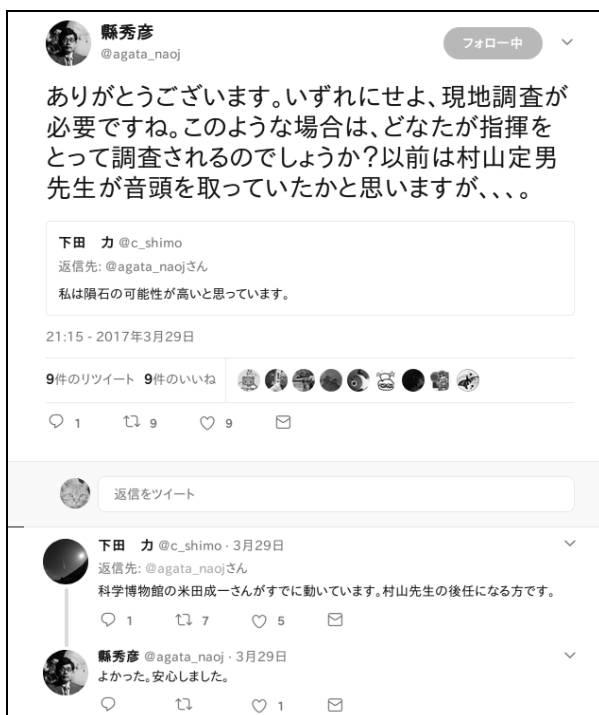 縣秀彦
@agata_naoj
フォロー中
ありがとうございます。いずれにせよ、現地調査が
必要ですね。このような場合は、どなたが指揮を
とって調査されるのでしょうか?以前は村山定男
先生が音頭を取っていたかと思いますが、、、。
下田　力 @c_shimo
返信先: @agata_naojさん
私は隕石の可能性が高いと思っています。
21:15 - 2017年3月29日
9件のリツイート 9件のいいね
1 9 9
返信をツイート
下田　力 @c_shimo · 3月29日
返信先: @agata_naojさん
科学博物館の米田成一さんがすでに動いています。村山先生の後任になる方です。
1 7 5
縣秀彦 @agata_naoj · 3月29日
よかった。安心しました。
1